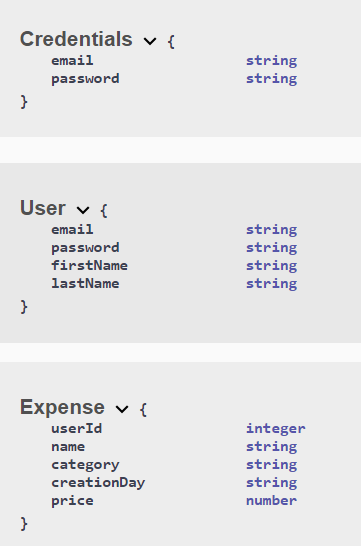 Credentials {
email string
password string
}
User {
email string
password string
firstName string
lastName string
}
Expense {
userId integer
name string
category string
creationDay string
price number
}